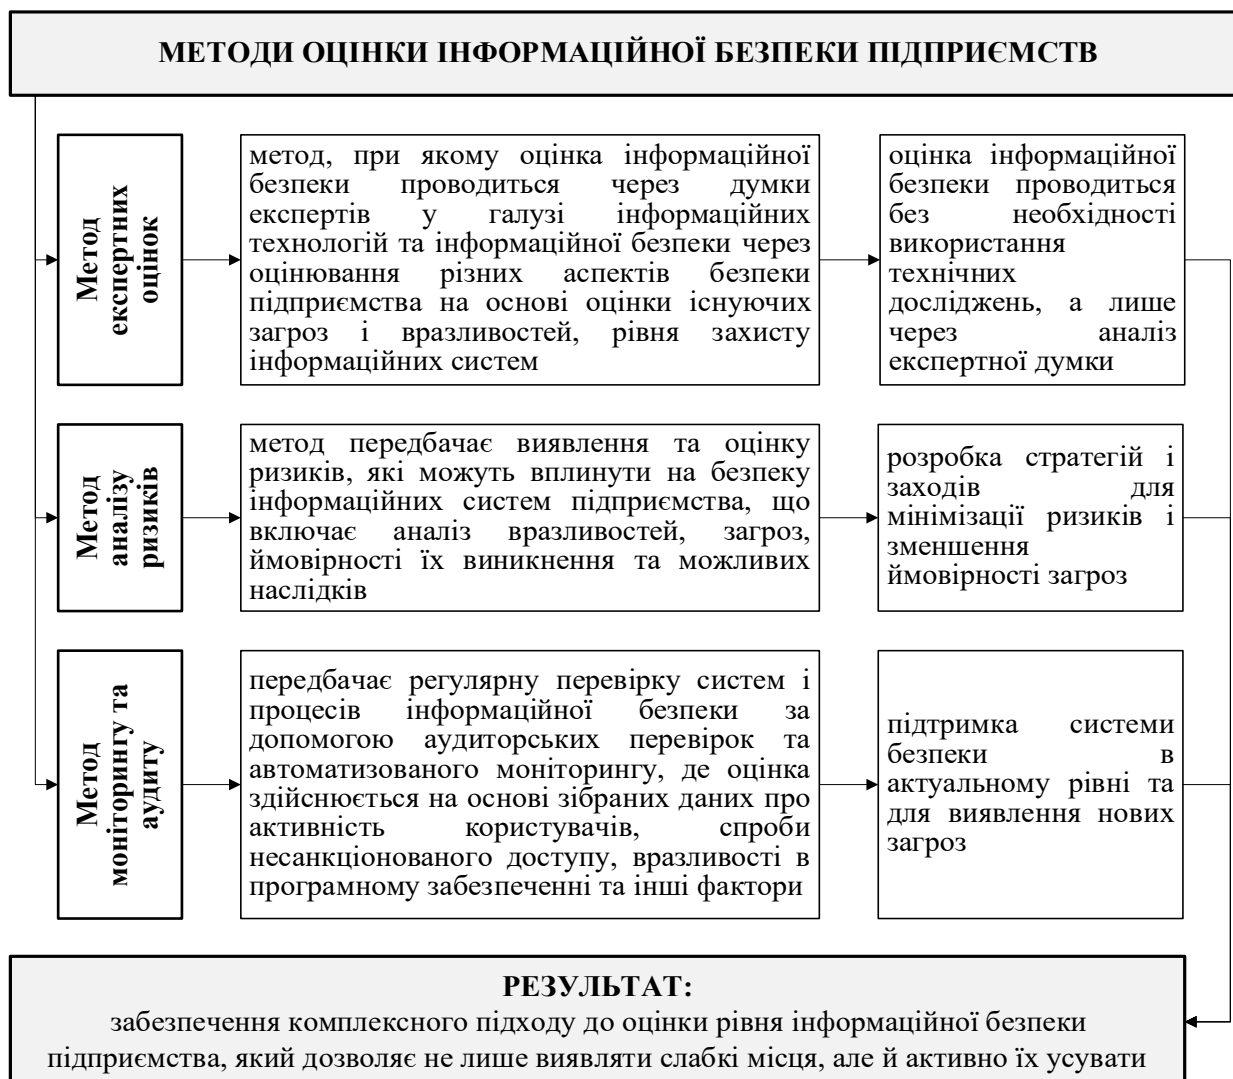 МЕТОДИ ОЦІНКИ ІНФОРМАЦІЙНОЇ БЕЗПЕКИ ПІДПРИЄМСТВ
Метод
експертних
оцінок
метод, при якому оцінка інформаційної
безпеки проводиться через думки
експертів у галузі інформаційних
технологій та інформаційної безпеки через
оцінювання різних аспектів безпеки
підприємства на основі оцінки існуючих
загроз і вразливостей, рівня захисту
інформаційних систем
оцінка інформаційної
безпеки проводиться
без необхідності
використання
технічних
досліджень, а лише
через аналіз
експертної думки
Метод
аналізу
ризиків
метод передбачає виявлення та оцінку
ризиків, які можуть вплинути на безпеку
інформаційних систем підприємства, що
включає аналіз вразливостей, загроз,
ймовірності їх виникнення та можливих
наслідків
розробка стратегій і
заходів для
мінімізації ризиків і
зменшення
ймовірності загроз
Метод
моніторингу та
аудиту
передбачає регулярну перевірку систем і
процесів інформаційної безпеки за
допомогою аудиторських перевірок та
автоматизованого моніторингу, де оцінка
здійснюється на основі зібраних даних про
активність користувачів, спроби
несанкціонованого доступу, вразливості в
програмному забезпеченні та інші фактори
підтримка системи
безпеки в
актуальному рівні та
для виявлення нових
загроз
РЕЗУЛЬТАТ:
забезпечення комплексного підходу до оцінки рівня інформаційної безпеки
підприємства, який дозволяє не лише виявляти слабкі місця, але й активно їх усувати